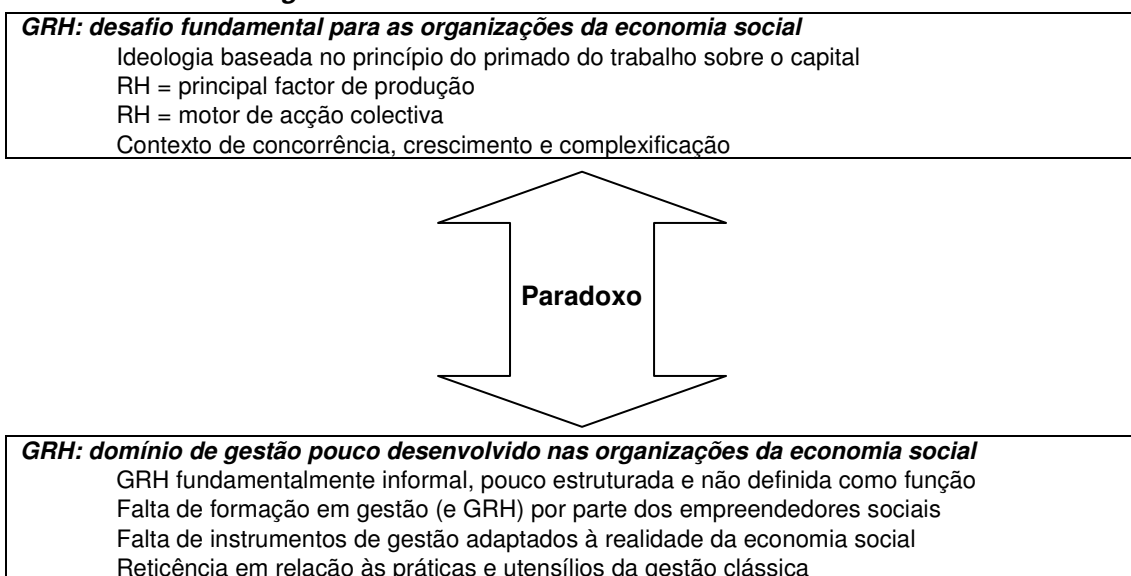 GRH: desafio fundamental para as organizações da economia social
Ideologia baseada no princípio do primado do trabalho sobre o capital
RH = principal factor de produção
RH = motor de acção colectiva
Contexto de concorrência, crescimento e complexificação
Paradoxo
GRH: domínio de gestão pouco desenvolvido nas organizações da economia social
GRH fundamentalmente informal, pouco estruturada e não definida como função
Falta de formação em gestão (e GRH) por parte dos empreendedores sociais
Falta de instrumentos de gestão adaptados à realidade da economia social
Reticência em relação às práticas e utensílios da gestão clássica